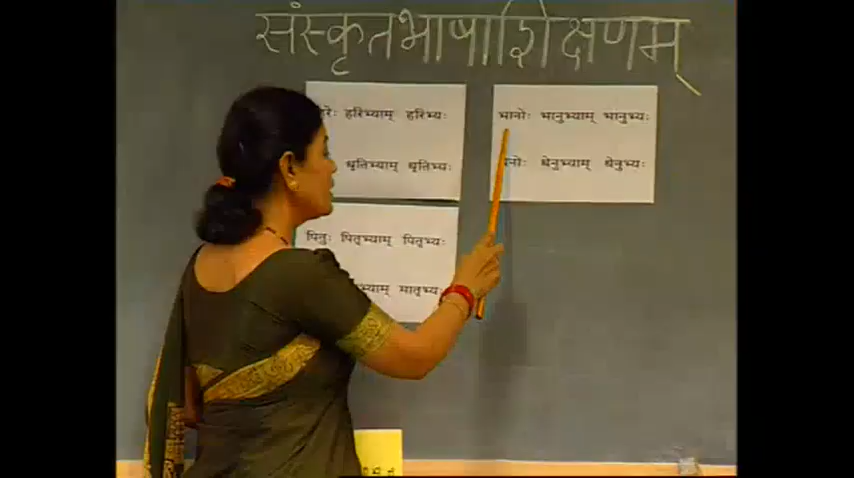 संस्कृतभाषाशिक्षणम्
हरिभ्याम् हरिभ्यः
धृतिभ्याम् धृतिभ्यः
भानोः भानुभ्याम् भानुभ्यः
धेनुभ्याम् धेनुभ्यः
पितुः पितृभ्याम् पितृभ्यः
मातृभ्यः